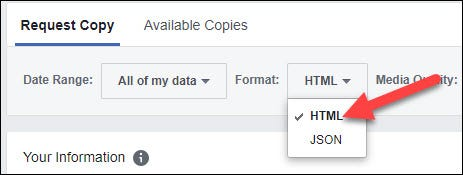 Request Copy Available Copies
Date Range: All of my data Format: HTML Media Quality:
HTML
JSON
Your Information